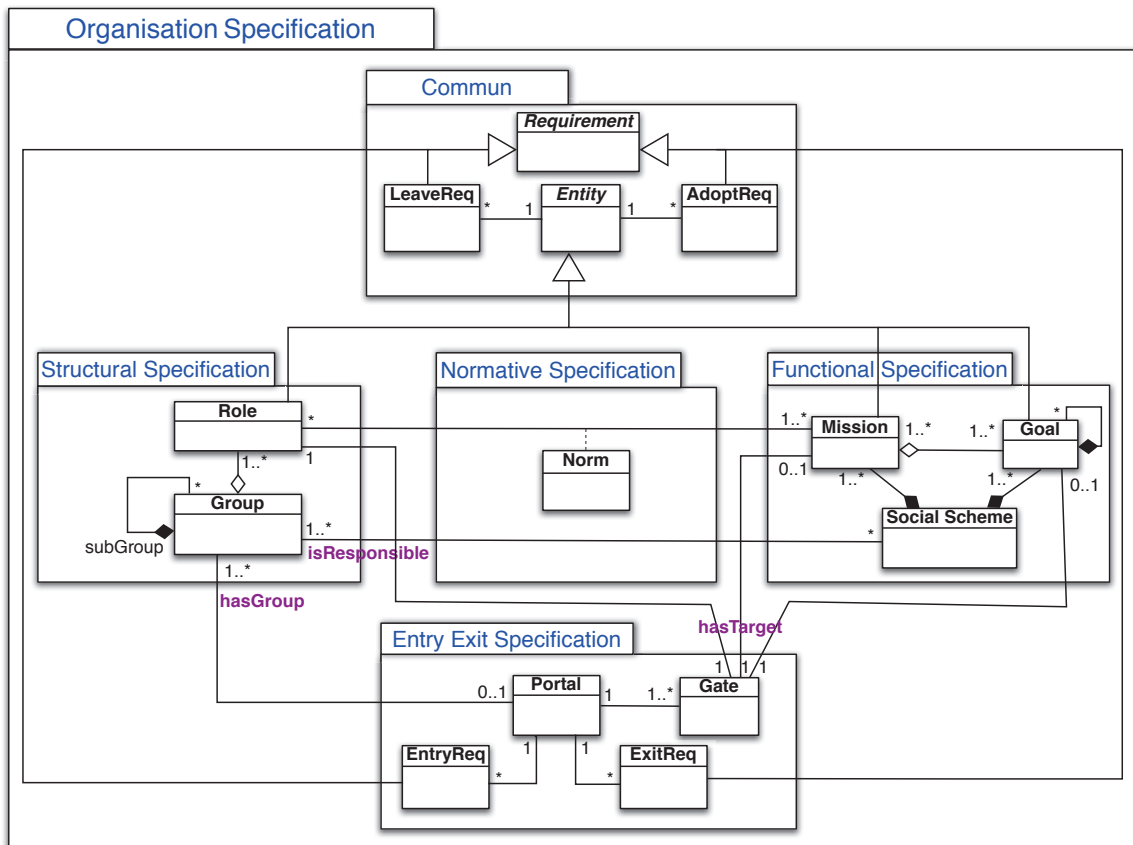 Organisation Specification
Commun
Requirement
LeaveReq
Entity
AdoptReq
* 1 1 *
Structural Specification
Normative Specification
Functional Specification
Role
*
1
1..*
Mission
1..*
1..*
Goal
*
0..1
0..1
1..*
Norm
*
Group
subGroup
1..*
1..*
1..*
Social Scheme
*
isResponsible
1..*
hasGroup
hasTarget
Entry Exit Specification
1 1 1
0..1
Portal
1
1..*
Gate
EntryReq
*
1
1
*
ExitReq